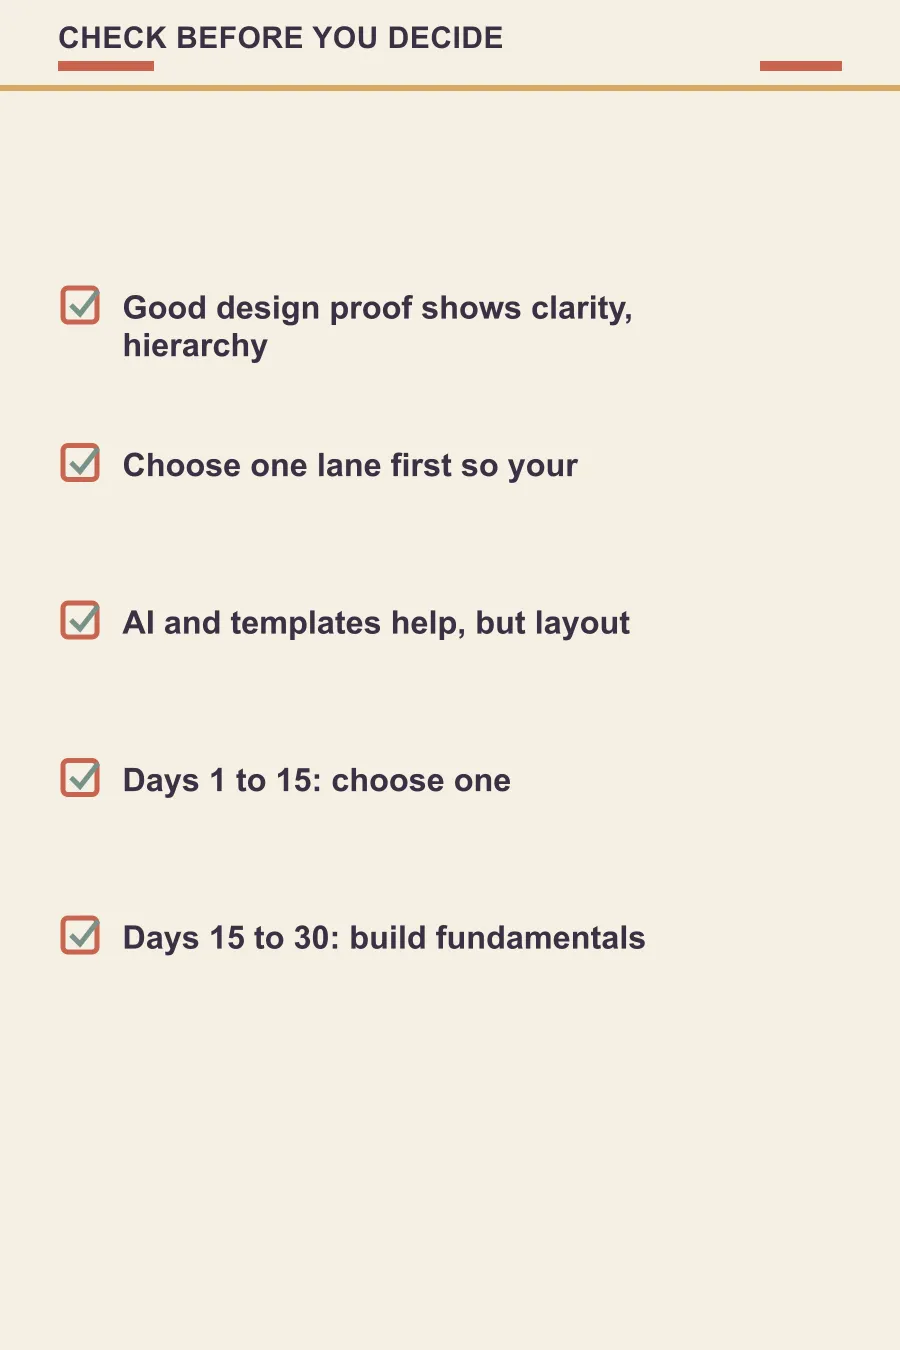 CHECK BEFORE YOU DECIDE
Good design proof shows clarity,
hierarchy
Choose one lane first so your
AI and templates help, but layout
Days 1 to 15: choose one
Days 15 to 30: build fundamentals